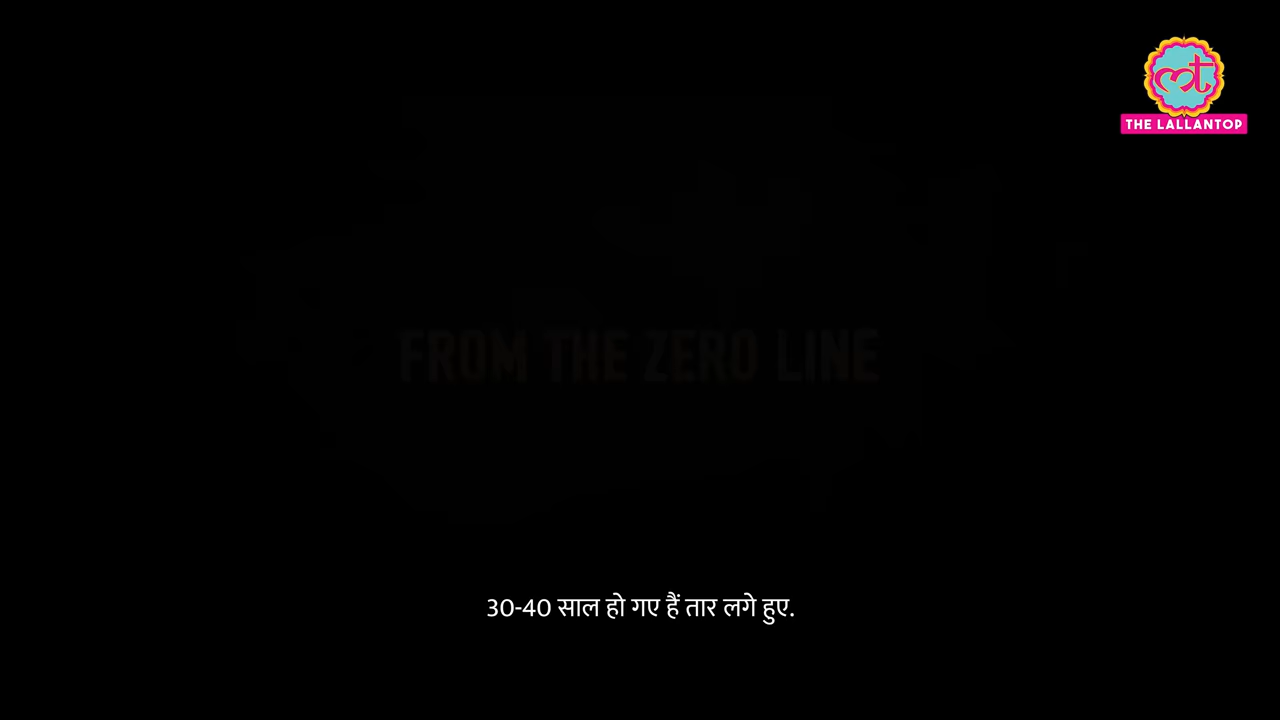 THE LALLANTOP
FROM THE ZERO LINE
30-40 साल हो गए हैं तार लगे हुए.